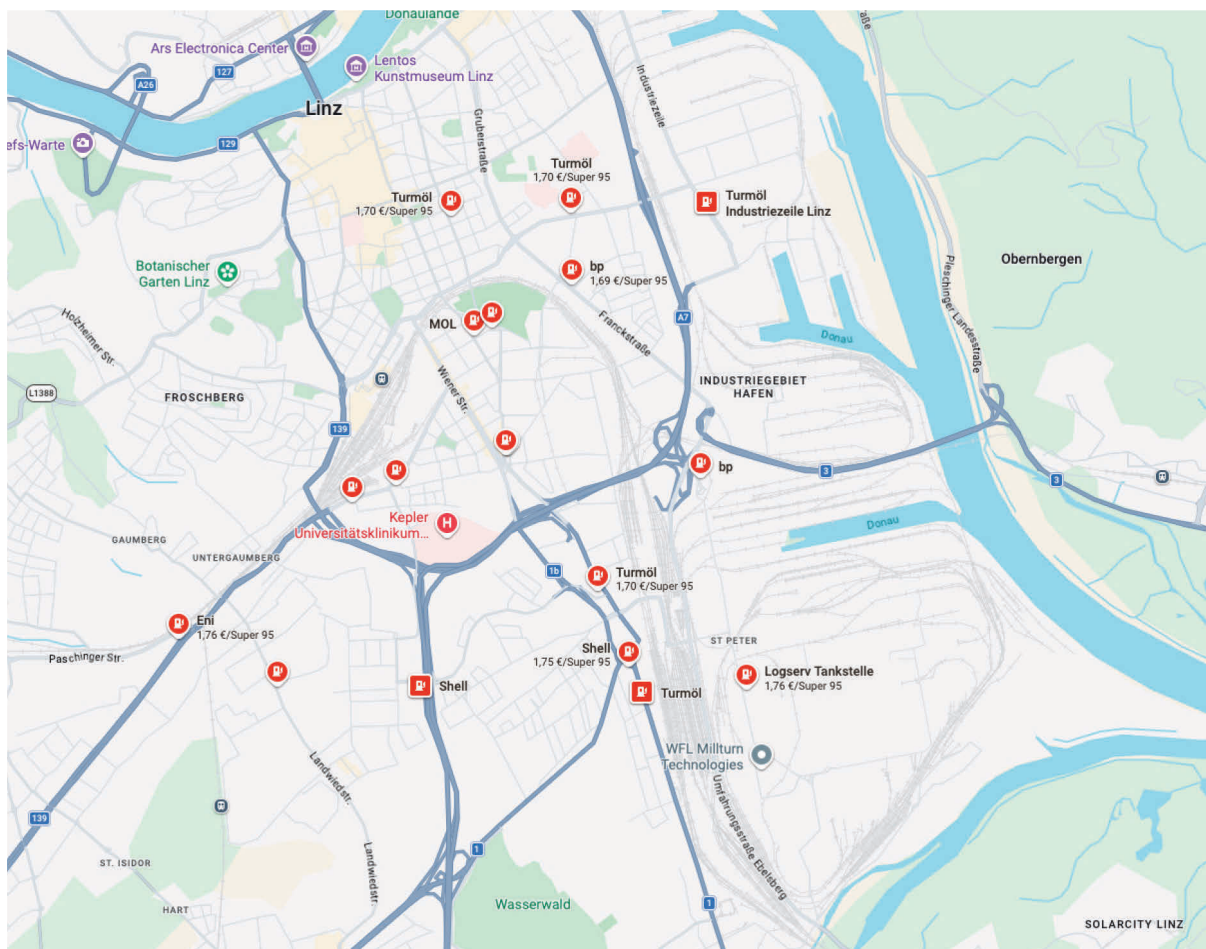 Donaulände
Ars Electronica Center
127
A26
Lentos
Kunstmuseum Linz
Linz
129
efs-Warte
Industriezeile
Gruberstraße
Turmöl
1,70 €/Super 95
Turmöl
1,70 €/Super 95
Turmöl
Industriezeile Linz
Botanischer
Garten Linz
bp
1,69 €/Super 95
Obernbergen
Pleschinger Landesstraße
Holzheimer Str.
MOL
Franckstraße
A7
Donau
L1388
FROSCHBERG
Wiener Str.
INDUSTRIEGEBIET
HAFEN
139
bp
3
3
Kepler
Universitätsklinikum...
H
Donau
GAUMBERG
UNTERGAUMBERG
1b
Turmöl
1,70 €/Super 95
Eni
1,76 €/Super 95
Paschinger Str.
Shell
1,75 €/Super 95
ST PETER
Logserv Tankstelle
1,76 €/Super 95
Shell
Turmöl
WFL Millturn
Technologies
Landwiedstr.
Umfahrungsstraße Ebelsberg
139
1
ST. ISIDOR
Landwiedstr.
HART
Wasserwald
1
SOLARCITY LINZ